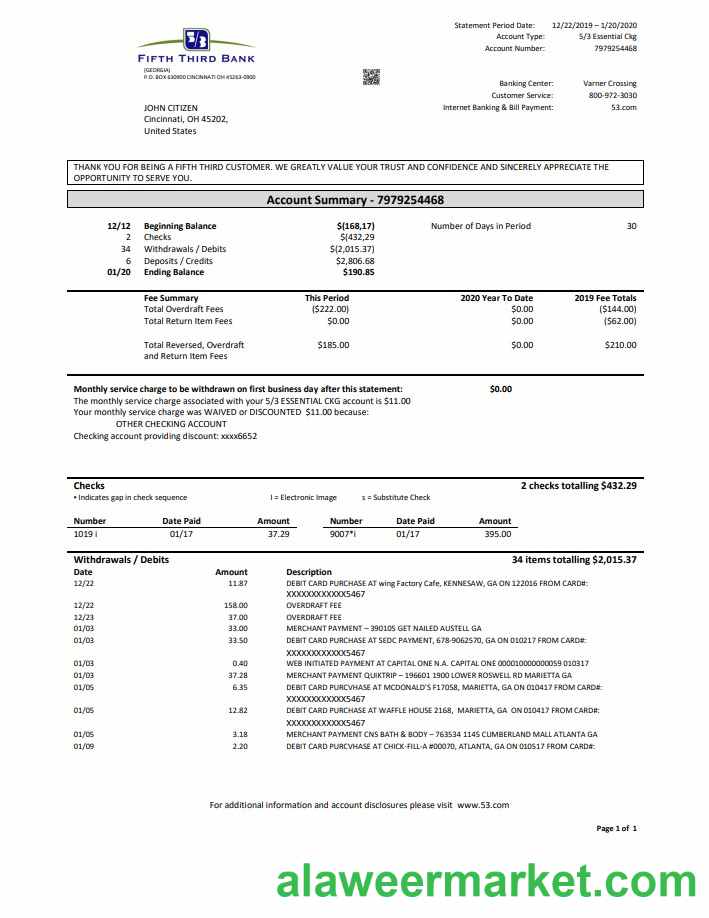 Statement Period Date: 12/22/2019 – 1/20/2020
Account Type: 5/3 Essential Ckg
Account Number: 7979254468
FIFTH THIRD BANK
(GEORGIA)
P.O. BOX 630900 CINCINNATI OH 45263-0900
Banking Center: Varner Crossing
Customer Service: 800-972-3030
Internet Banking & Bill Payment: 53.com
JOHN CITIZEN
Cincinnati, OH 45202,
United States
THANK YOU FOR BEING A FIFTH THIRD CUSTOMER. WE GREATLY VALUE YOUR TRUST AND CONFIDENCE AND SINCERELY APPRECIATE THE
OPPORTUNITY TO SERVE YOU.
Account Summary - 7979254468
12/12 Beginning Balance $(168,17) Number of Days in Period 30
2 Checks $(432,29
34 Withdrawals / Debits $(2,015.37)
6 Deposits / Credits $2,806.68
01/20 Ending Balance $190.85
Fee Summary This Period 2020 Year To Date 2019 Fee Totals
Total Overdraft Fees ($222.00) $0.00 ($144.00)
Total Return Item Fees $0.00 $0.00 ($62.00)
Total Reversed, Overdraft $185.00 $0.00 $210.00
and Return Item Fees
Monthly service charge to be withdrawn on first business day after this statement: $0.00
The monthly service charge associated with your 5/3 ESSENTIAL CKG account is $11.00
Your monthly service charge was WAIVED or DISCOUNTED $11.00 because:
OTHER CHECKING ACCOUNT
Checking account providing discount: xxxx6652
Checks 2 checks totalling $432.29
• Indicates gap in check sequence I = Electronic Image s = Substitute Check
Number Date Paid Amount Number Date Paid Amount
1019 i 01/17 37.29 9007*i 01/17 395.00
Withdrawals / Debits 34 items totalling $2,015.37
Date Amount Description
12/22 11.87 DEBIT CARD PURCHASE AT wing Factory Cafe, KENNESAW, GA ON 122016 FROM CARD#:
XXXXXXXXXXXX5467
12/22 158.00 OVERDRAFT FEE
12/23 37.00 OVERDRAFT FEE
01/03 33.00 MERCHANT PAYMENT – 390105 GET NAILED AUSTELL GA
01/03 33.50 DEBIT CARD PURCHASE AT SEDC PAYMENT, 678-9062570, GA ON 010217 FROM CARD#:
XXXXXXXXXXXX5467
01/03 0.40 WEB INITIATED PAYMENT AT CAPITAL ONE N.A. CAPITAL ONE 0000100000000059 010317
01/03 37.28 MERCHANT PAYMENT QUIKTRIP – 196601 1900 LOWER ROSWELL RD MARIETTA GA
01/05 6.35 DEBIT CARD PURCVHASE AT MCDONALD'S F17058, MARIETTA, GA ON 010417 FROM CARD#:
XXXXXXXXXXXX5467
01/05 12.82 DEBIT CARD PURCHASE AT WAFFLE HOUSE 2168, MARIETTA, GA ON 010417 FROM CARD#:
XXXXXXXXXXXX5467
01/05 3.18 MERCHANT PAYMENT CNS BATH & BODY – 763534 1145 CUMBERLAND MALL ATLANTA GA
01/09 2.20 DEBIT CARD PURCVHASE AT CHICK-FILL-A #00070, ATLANTA, GA ON 010517 FROM CARD#:
For additional information and account disclosures please visit www.53.com
Page 1 of 1
alaweermarket.com